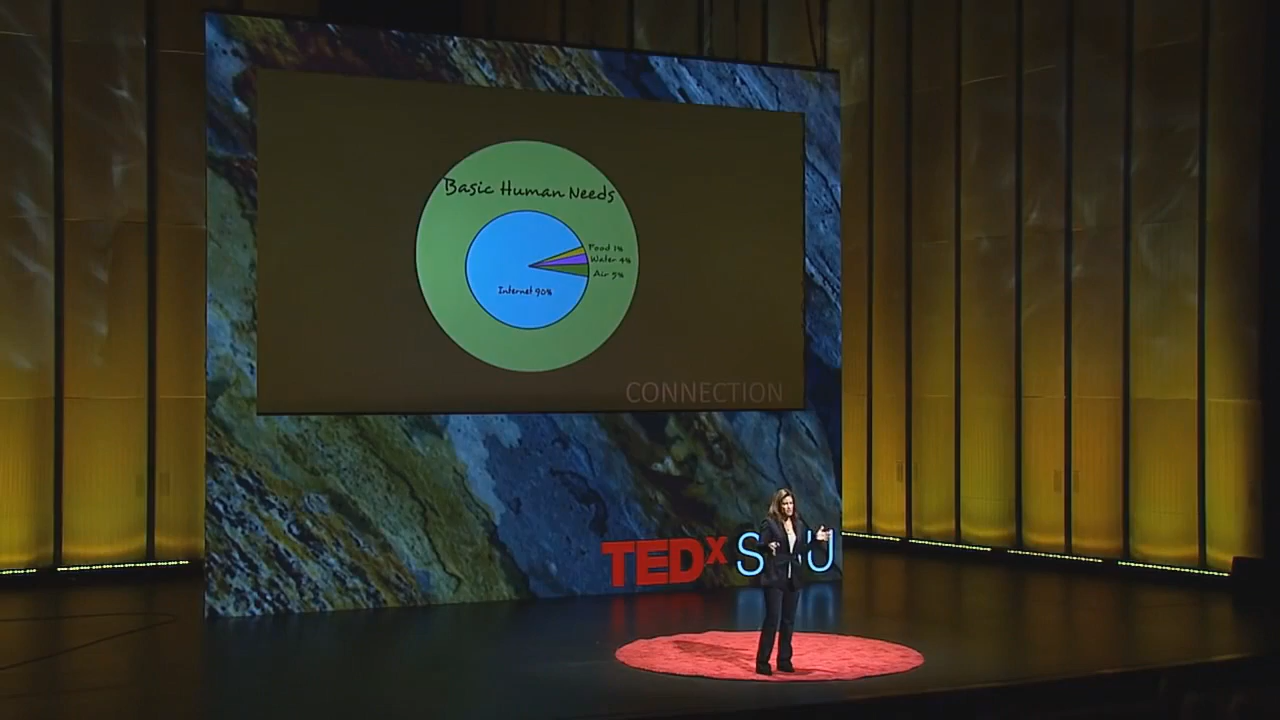 Basic Human Needs
Food 1%
Water 4%
Air 5%
Internet 90%
CONNECTION
TEDx